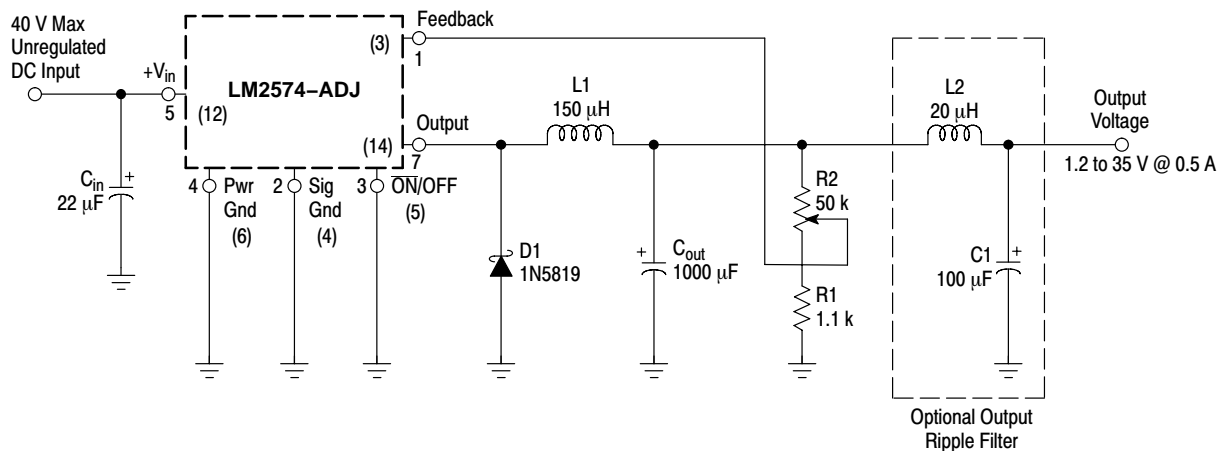 40 V Max
Unregulated
DC Input
+Vin
5
(12)
LM2574–ADJ
(3)
Feedback
1
(14)
Output
7
Cin
22 μF
+
4
Pwr
Gnd
(6)
2
Sig
Gnd
(4)
3
ON/OFF
(5)
L1
150 μH
D1
1N5819
+
Cout
1000 μF
R2
50 k
R1
1.1 k
L2
20 μH
C1
100 μF
+
Output
Voltage
1.2 to 35 V @ 0.5 A
Optional Output
Ripple Filter